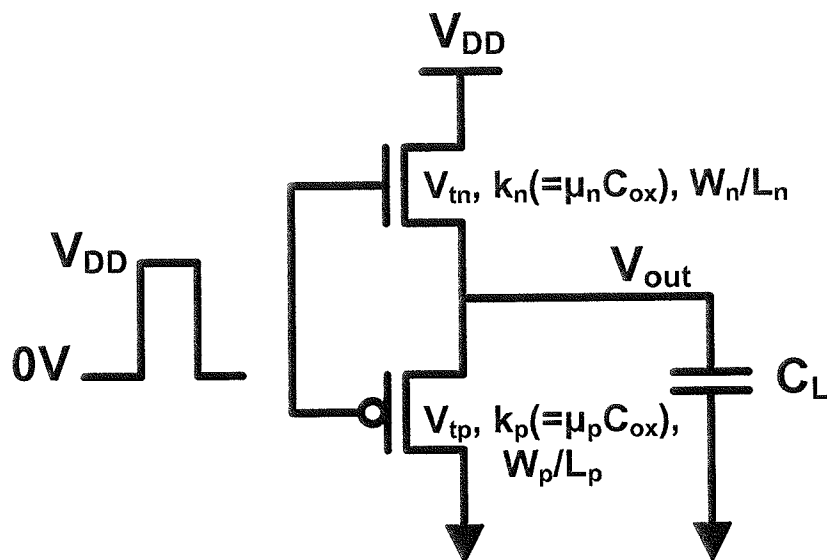 V_DD
V_tn, k_n(=μ_nC_ox), W_n/L_n
V_DD
V_out
0V
C_L
V_tp, k_p(=μ_pC_ox),
W_p/L_p